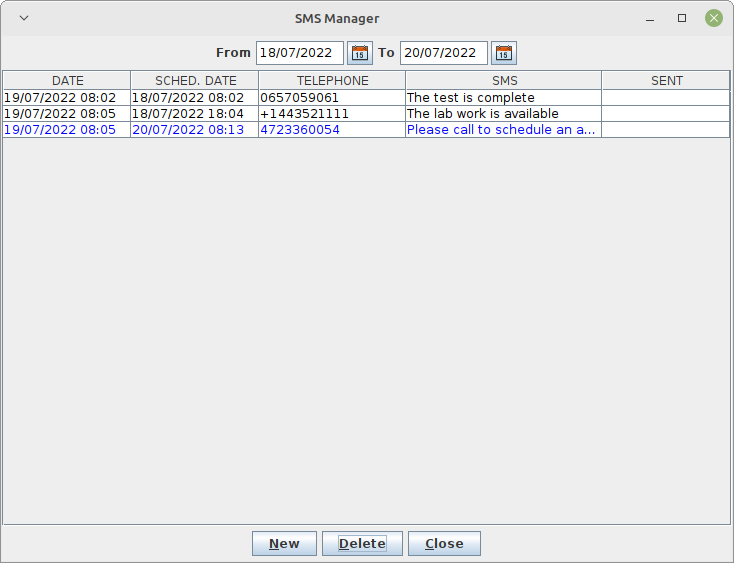 SMS Manager
From 18/07/2022 15 To 20/07/2022 15
DATE SCHED. DATE TELEPHONE SMS SENT
19/07/2022 08:02 18/07/2022 08:02 0657059061 The test is complete
19/07/2022 08:05 18/07/2022 18:04 +1443521111 The lab work is available
19/07/2022 08:05 20/07/2022 08:13 4723360054 Please call to schedule an a...
New Delete Close